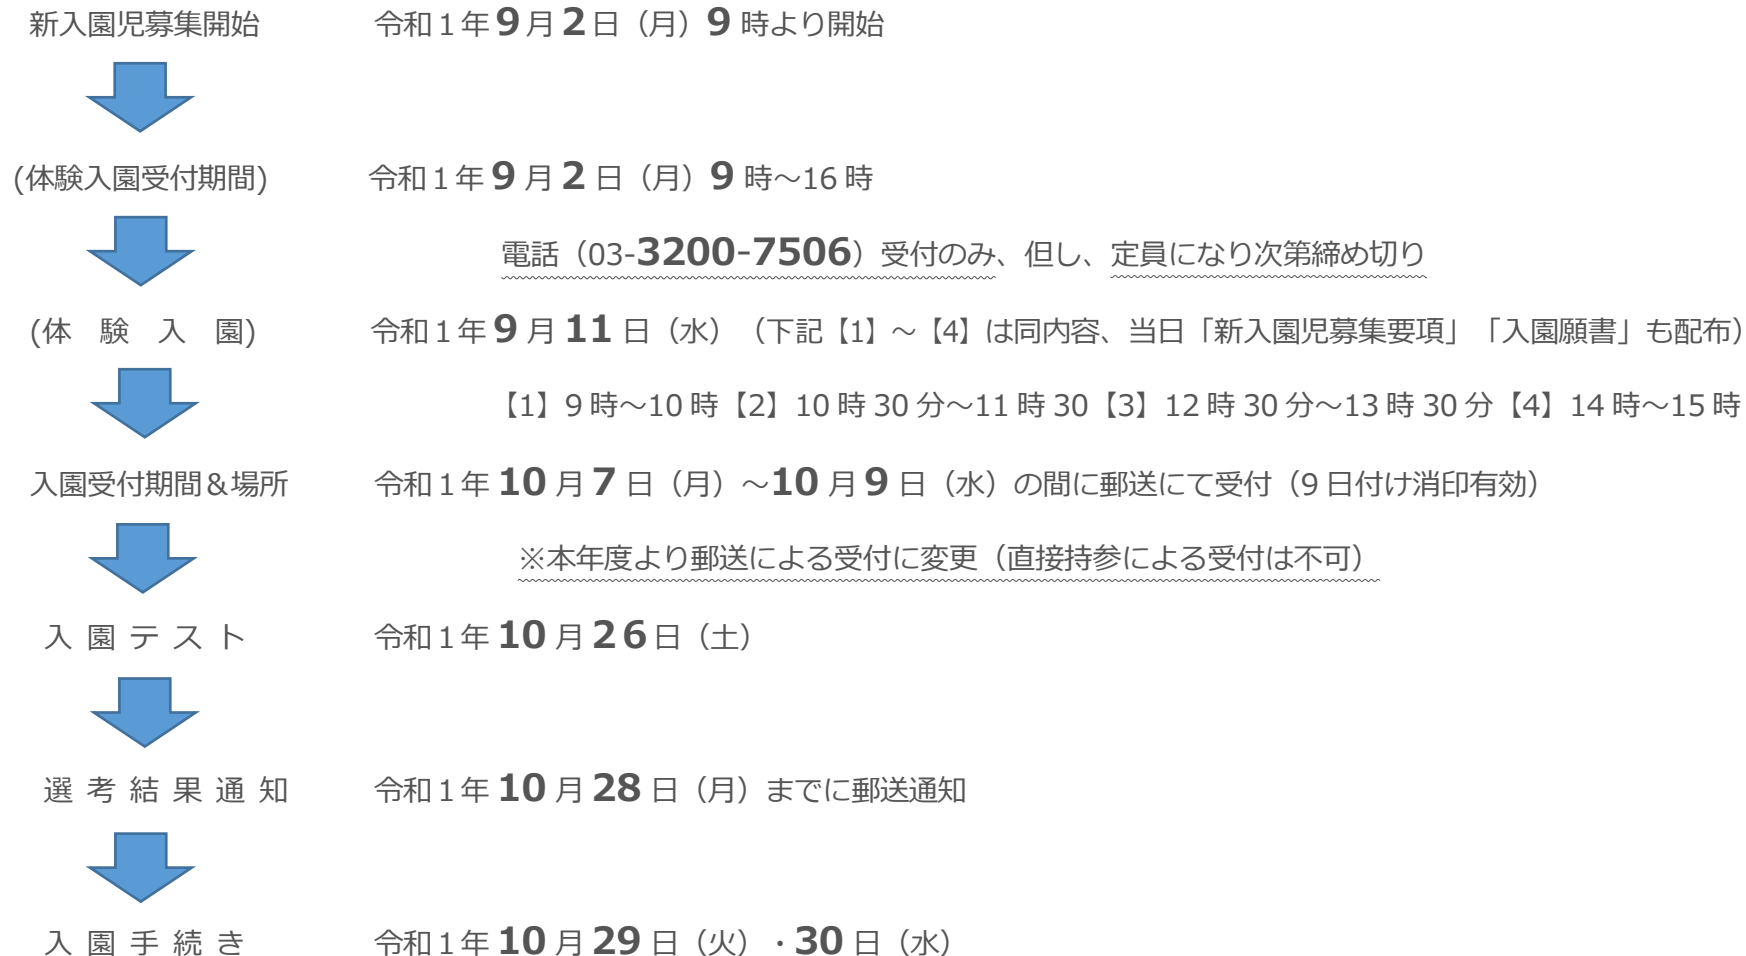 新入園児募集開始 令和１年９月２日（月）９時より開始
(体験入園受付期間) 令和１年９月２日（月）９時～16時
電話（03-3200-7506）受付のみ、但し、定員になり次第締め切り
(体 験 入 園) 令和１年９月11日（水）（下記【1】～【4】は同内容、当日「新入園児募集要項」「入園願書」も配布）
【1】9時～10時【2】10時30分～11時30【3】12時30分～13時30分【4】14時～15時
入園受付期間＆場所 令和１年10月７日（月）～10月９日（水）の間に郵送にて受付（9日付け消印有効）
※本年度より郵送による受付に変更（直接持参による受付は不可）
入 園 テ ス ト 令和１年10月２６日（土）
選 考 結 果 通 知 令和１年10月28日（月）までに郵送通知
入 園 手 続 き 令和１年10月29日（火）・30日（水）